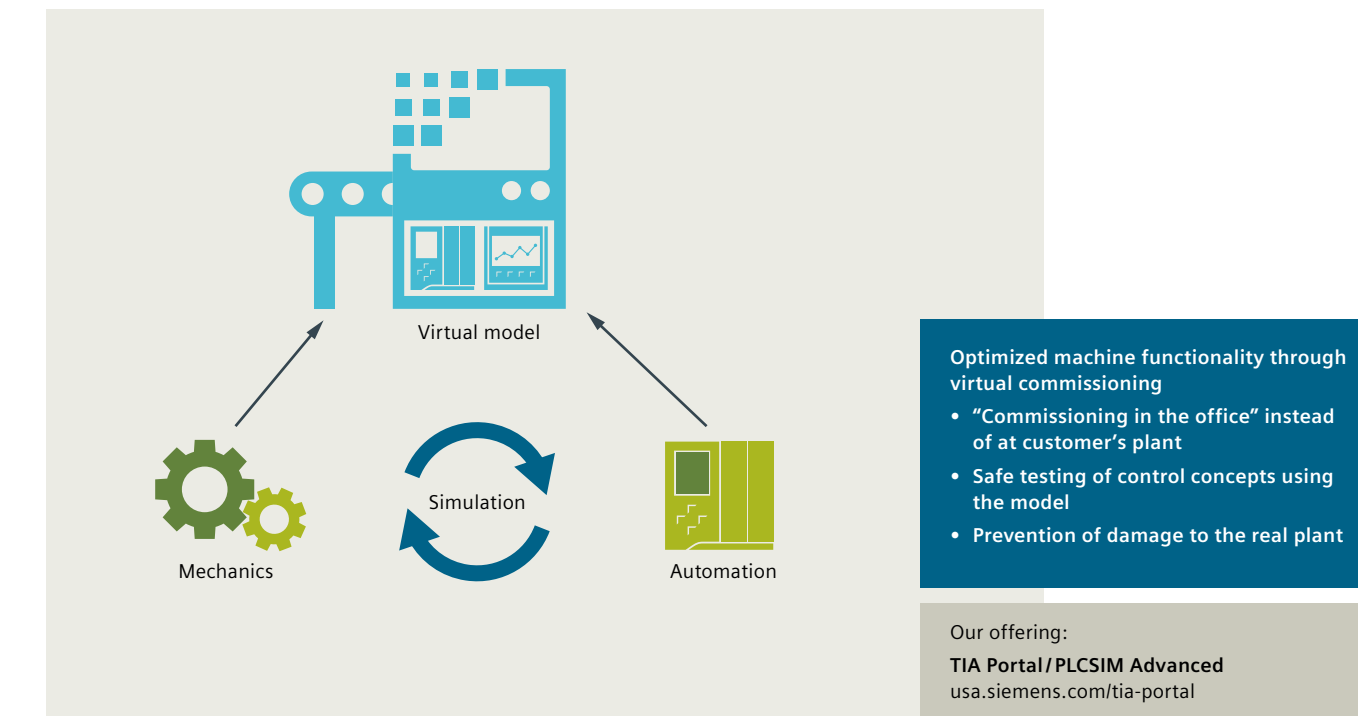 Virtual model
Simulation
Mechanics
Automation
Optimized machine functionality through
virtual commissioning
• “Commissioning in the office” instead
of at customer’s plant
• Safe testing of control concepts using
the model
• Prevention of damage to the real plant
Our offering:
TIA Portal/PLCSIM Advanced
usa.siemens.com/tia-portal